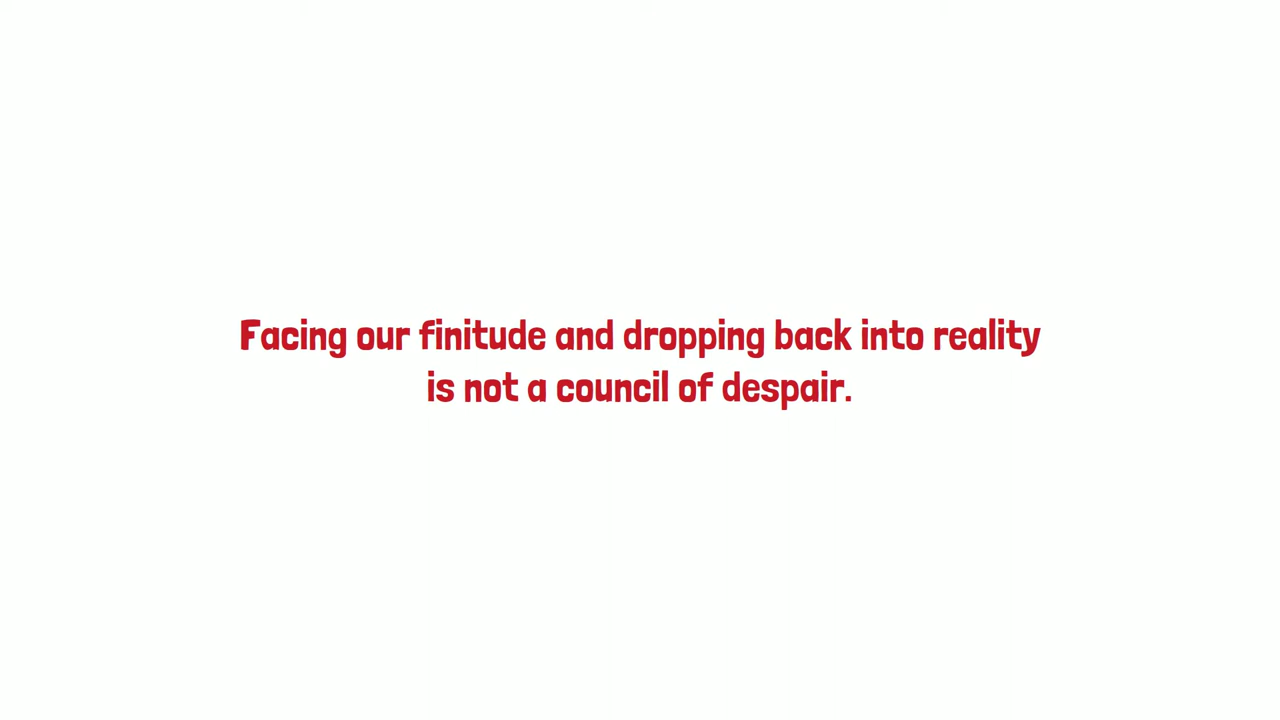 Facing our finitude and dropping back into reality
is not a council of despair.